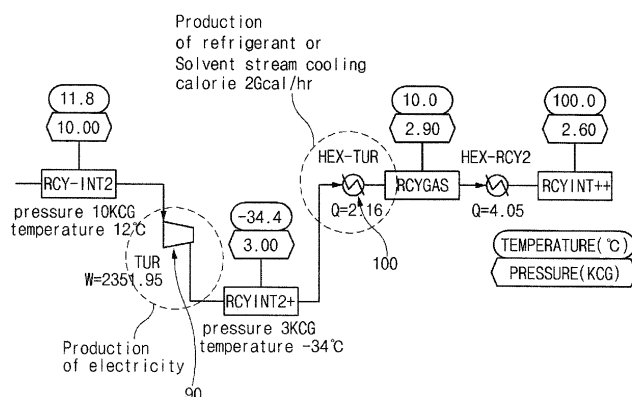 Production
of refrigerant or
Solvent stream cooling
calorie 2Gcal/hr
11.8
10.00
RCY-INT2
pressure 10KCG
temperature 12℃
TUR
W=2351.95
-34.4
3.00
RCYINT2+
pressure 3KCG
temperature -34℃
Production
of electricity
90
HEX-TUR
Q=2.16
100
10.0
2.90
RCYGAS
HEX-RCY2
Q=4.05
100.0
2.60
RCYINT++
TEMPERATURE(℃)
PRESSURE(KCG)